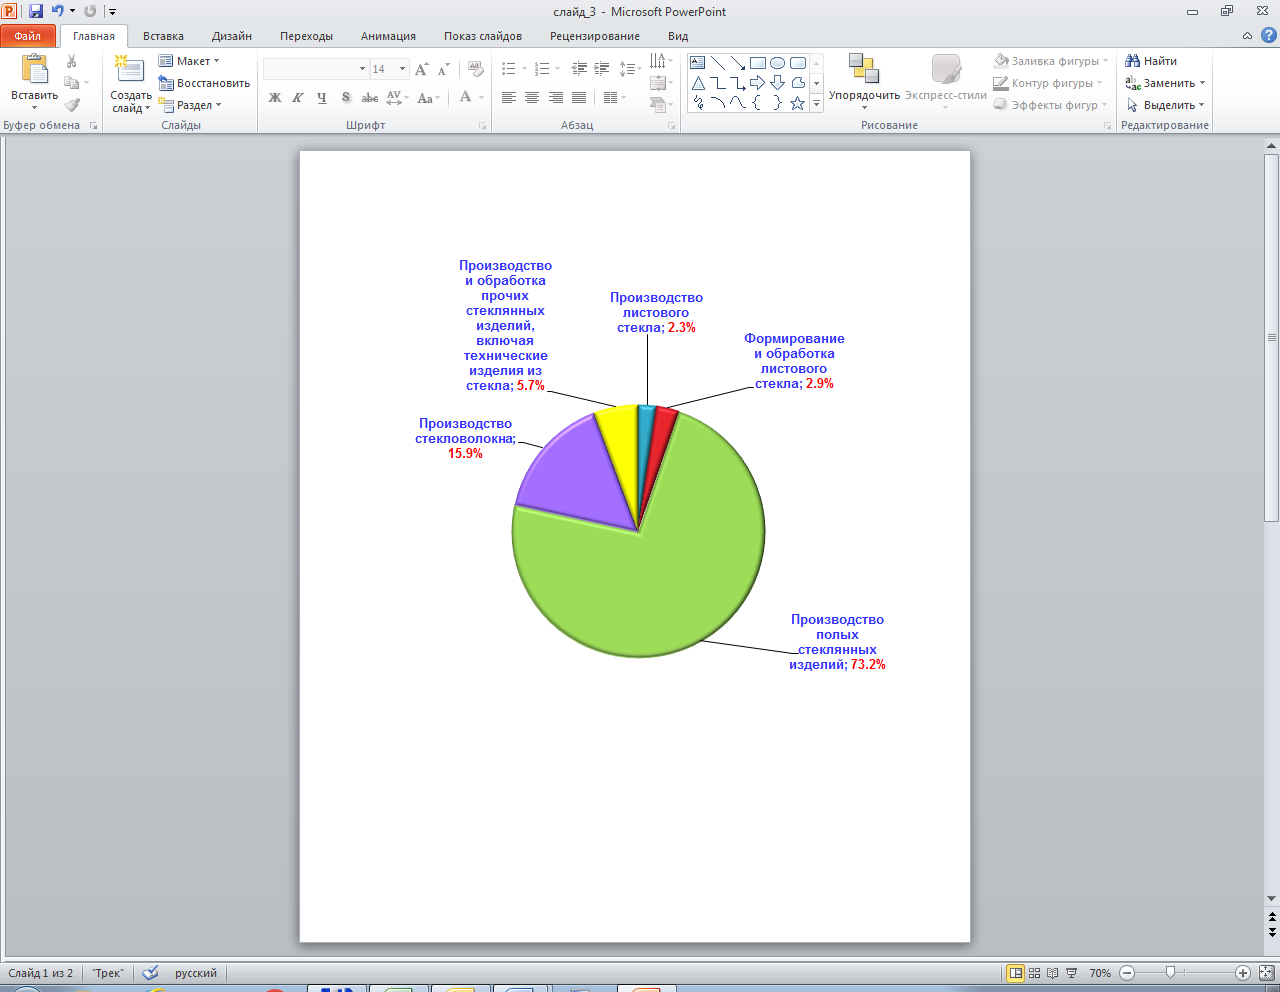 слайд_3 - Microsoft PowerPoint
Файл Главная Вставка Дизайн Переходы Анимация Показ слайдов Рецензирование Вид
Вставить
Буфер обмена
Создать слайд
Макет
Восстановить
Раздел
Слайды
14
Ж К Ч S abc AV Aa A
Шрифт
Абзац
Упорядочить
Экспресс-стили
Заливка фигуры
Контур фигуры
Эффекты фигур
Рисование
Найти
Заменить
Выделить
Редактирование
Производство
и обработка
прочих
стеклянных
изделий,
включая
технические
изделия из
стекла; 5.7%
Производство
листового
стекла; 2.3%
Формирование
и обработка
листового
стекла; 2.9%
Производство
стекловолокна;
15.9%
Производство
полых
стеклянных
изделий; 73.2%
Слайд 1 из 2 "Трек" русский 70%